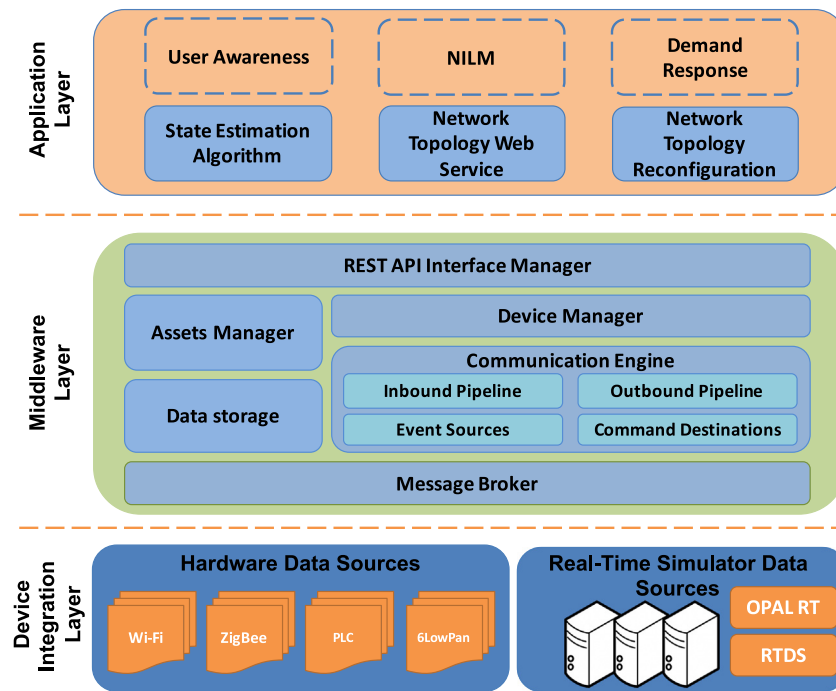 Application
Layer
User Awareness
NILM
Demand
Response
State Estimation
Algorithm
Network
Topology Web
Service
Network
Topology
Reconfiguration
Middleware
Layer
REST API Interface Manager
Assets Manager
Device Manager
Data storage
Communication Engine
Inbound Pipeline
Outbound Pipeline
Event Sources
Command Destinations
Message Broker
Device
Integration
Layer
Hardware Data Sources
Wi-Fi
ZigBee
PLC
6LowPan
Real-Time Simulator Data
Sources
OPAL RT
RTDS